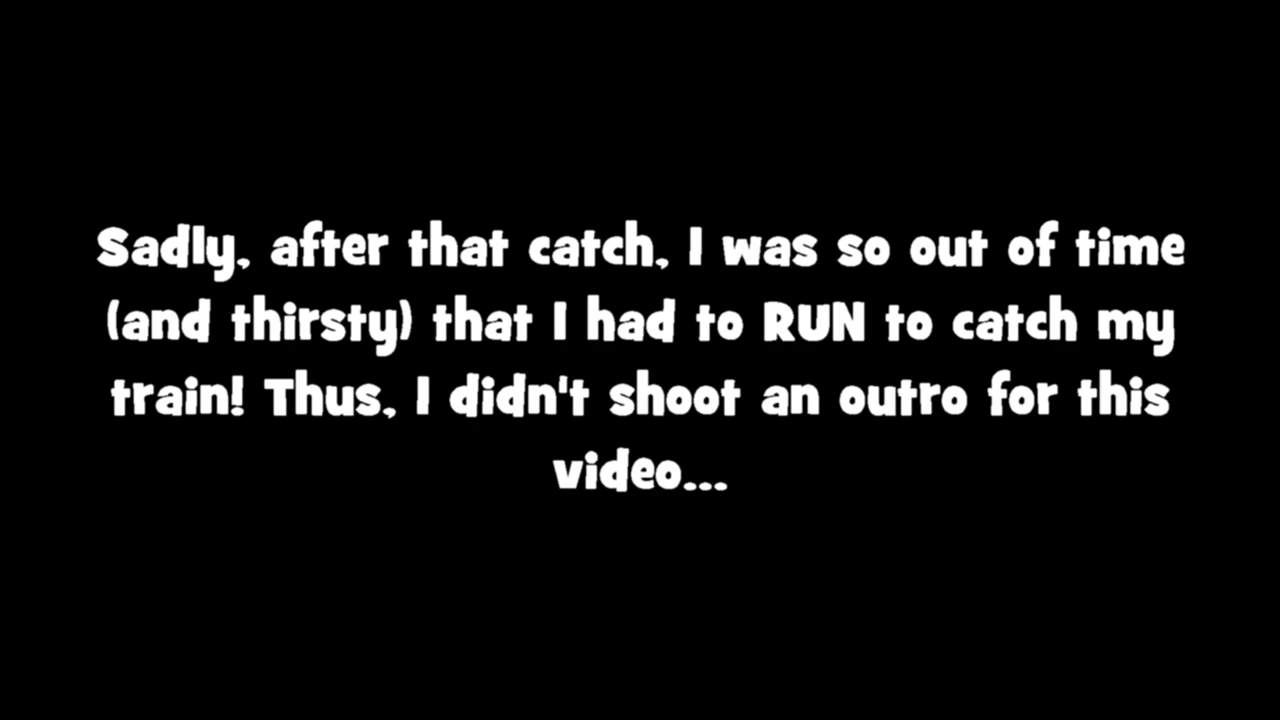 Sadly, after that catch, I was so out of time
(and thirsty) that I had to RUN to catch my
train! Thus, I didn't shoot an outro for this
video...